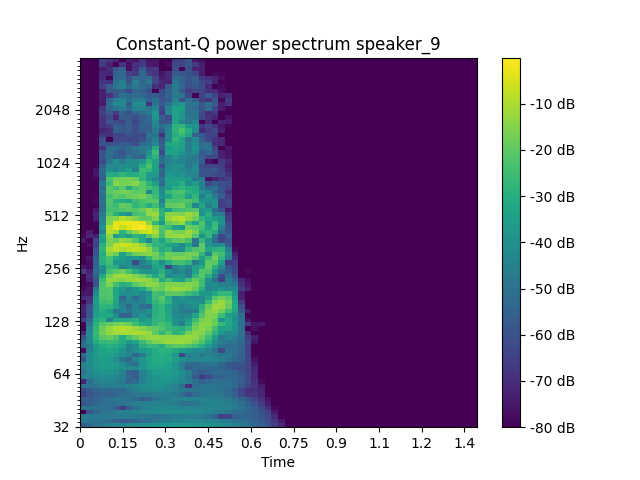 Constant-Q power spectrum speaker_9
Hz
2048
1024
512
256
128
64
32
0 0.15 0.3 0.45 0.6 0.75 0.9 1.1 1.2 1.4
Time
-10 dB
-20 dB
-30 dB
-40 dB
-50 dB
-60 dB
-70 dB
-80 dB